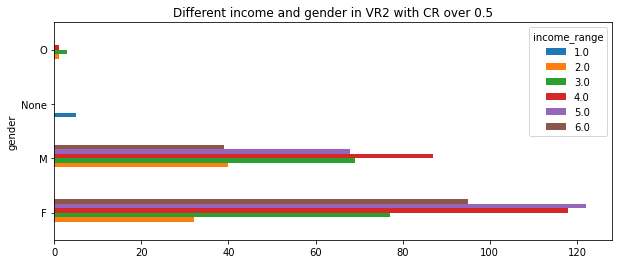 Different income and gender in VR2 with CR over 0.5
income_range
1.0
2.0
3.0
4.0
5.0
6.0
gender
O
None
M
F
0 20 40 60 80 100 120